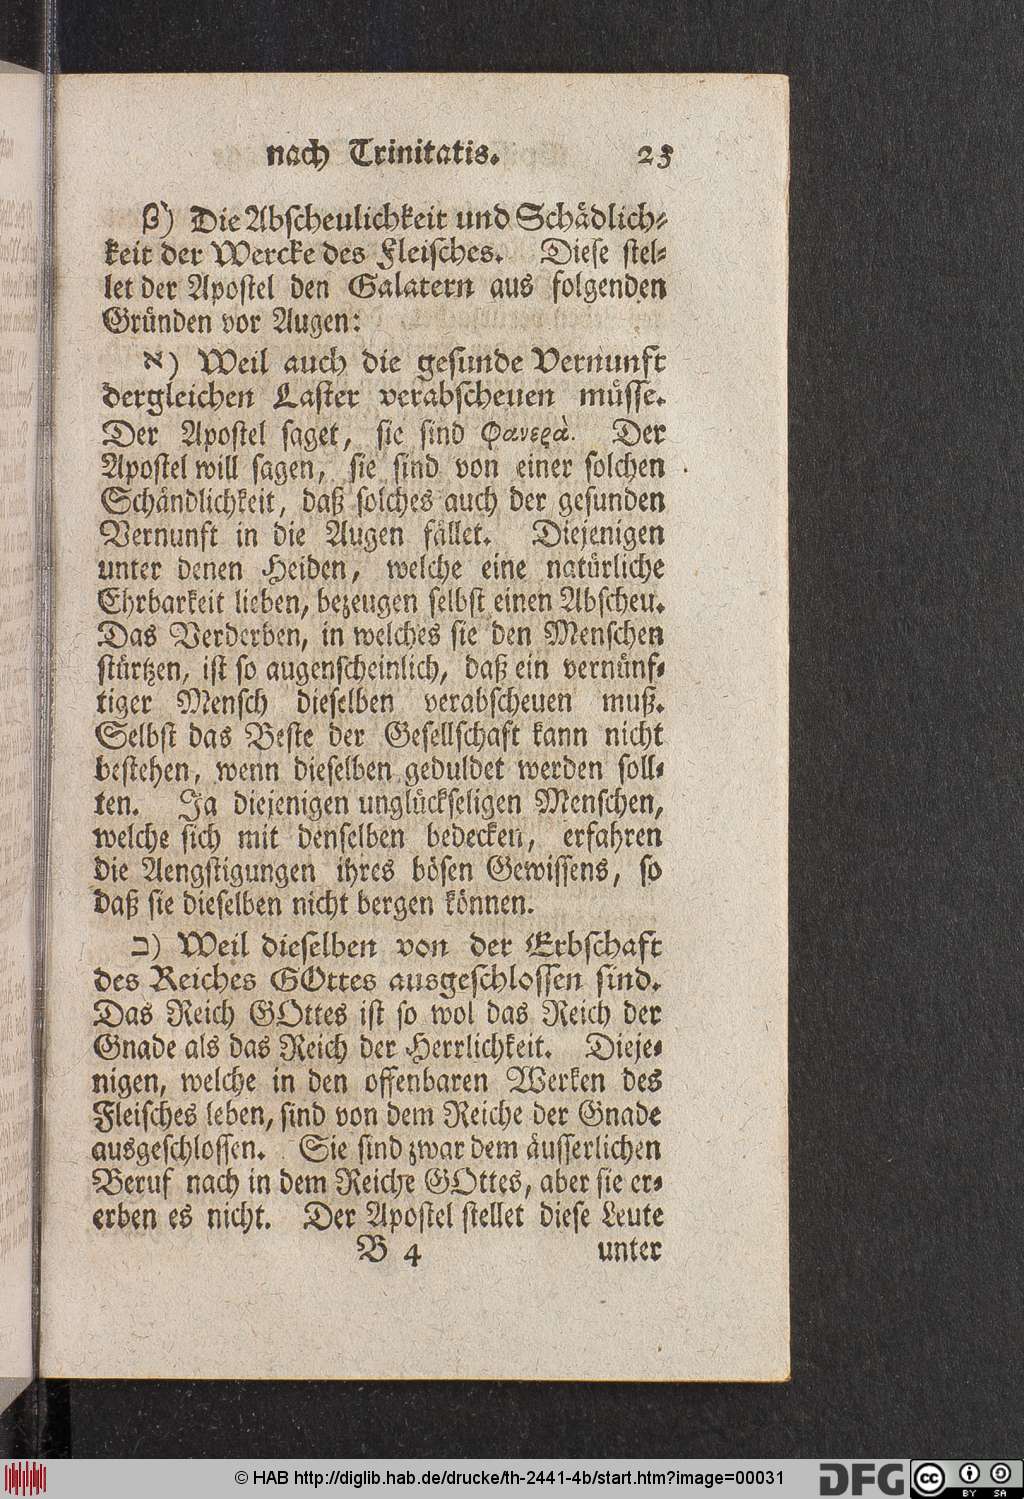 nach Trinitatis. 23
β) Die Abscheulichkeit und Schädlich-
keit der Wercke des Fleisches. Diese stel-
let der Apostel den Galatern aus folgenden
Gründen vor Augen:
א) Weil auch die gesunde Vernunft
dergleichen Laster verabscheuen müsse.
Der Apostel saget, sie sind φανερὰ. Der
Apostel will sagen, sie sind von einer solchen
Schändlichkeit, daß solches auch der gesunden
Vernunft in die Augen fället. Diejenigen
unter denen Heiden, welche eine natürliche
Ehrbarkeit lieben, bezeugen selbst einen Abscheu.
Das Verderben, in welches sie den Menschen
stürtzen, ist so augenscheinlich, daß ein vernünf-
tiger Mensch dieselben verabscheuen muß.
Selbst das Beste der Gesellschaft kann nicht
bestehen, wenn dieselben geduldet werden soll-
ten. Ja diejenigen unglückseligen Menschen,
welche sich mit denselben bedecken, erfahren
die Aengstigungen ihres bösen Gewissens, so
daß sie dieselben nicht bergen können.
ב) Weil dieselben von der Erbschaft
des Reiches GOttes ausgeschlossen sind.
Das Reich GOttes ist so wol das Reich der
Gnade als das Reich der Herrlichkeit. Dieje-
nigen, welche in den offenbaren Werken des
Fleisches leben, sind von dem Reiche der Gnade
ausgeschlossen. Sie sind zwar dem äusserlichen
Beruf nach in dem Reiche GOttes, aber sie er-
erben es nicht. Der Apostel stellet diese Leute
B 4 unter
© HAB http://diglib.hab.de/drucke/th-2441-4b/start.htm?image=00031
DFG cc BY SA